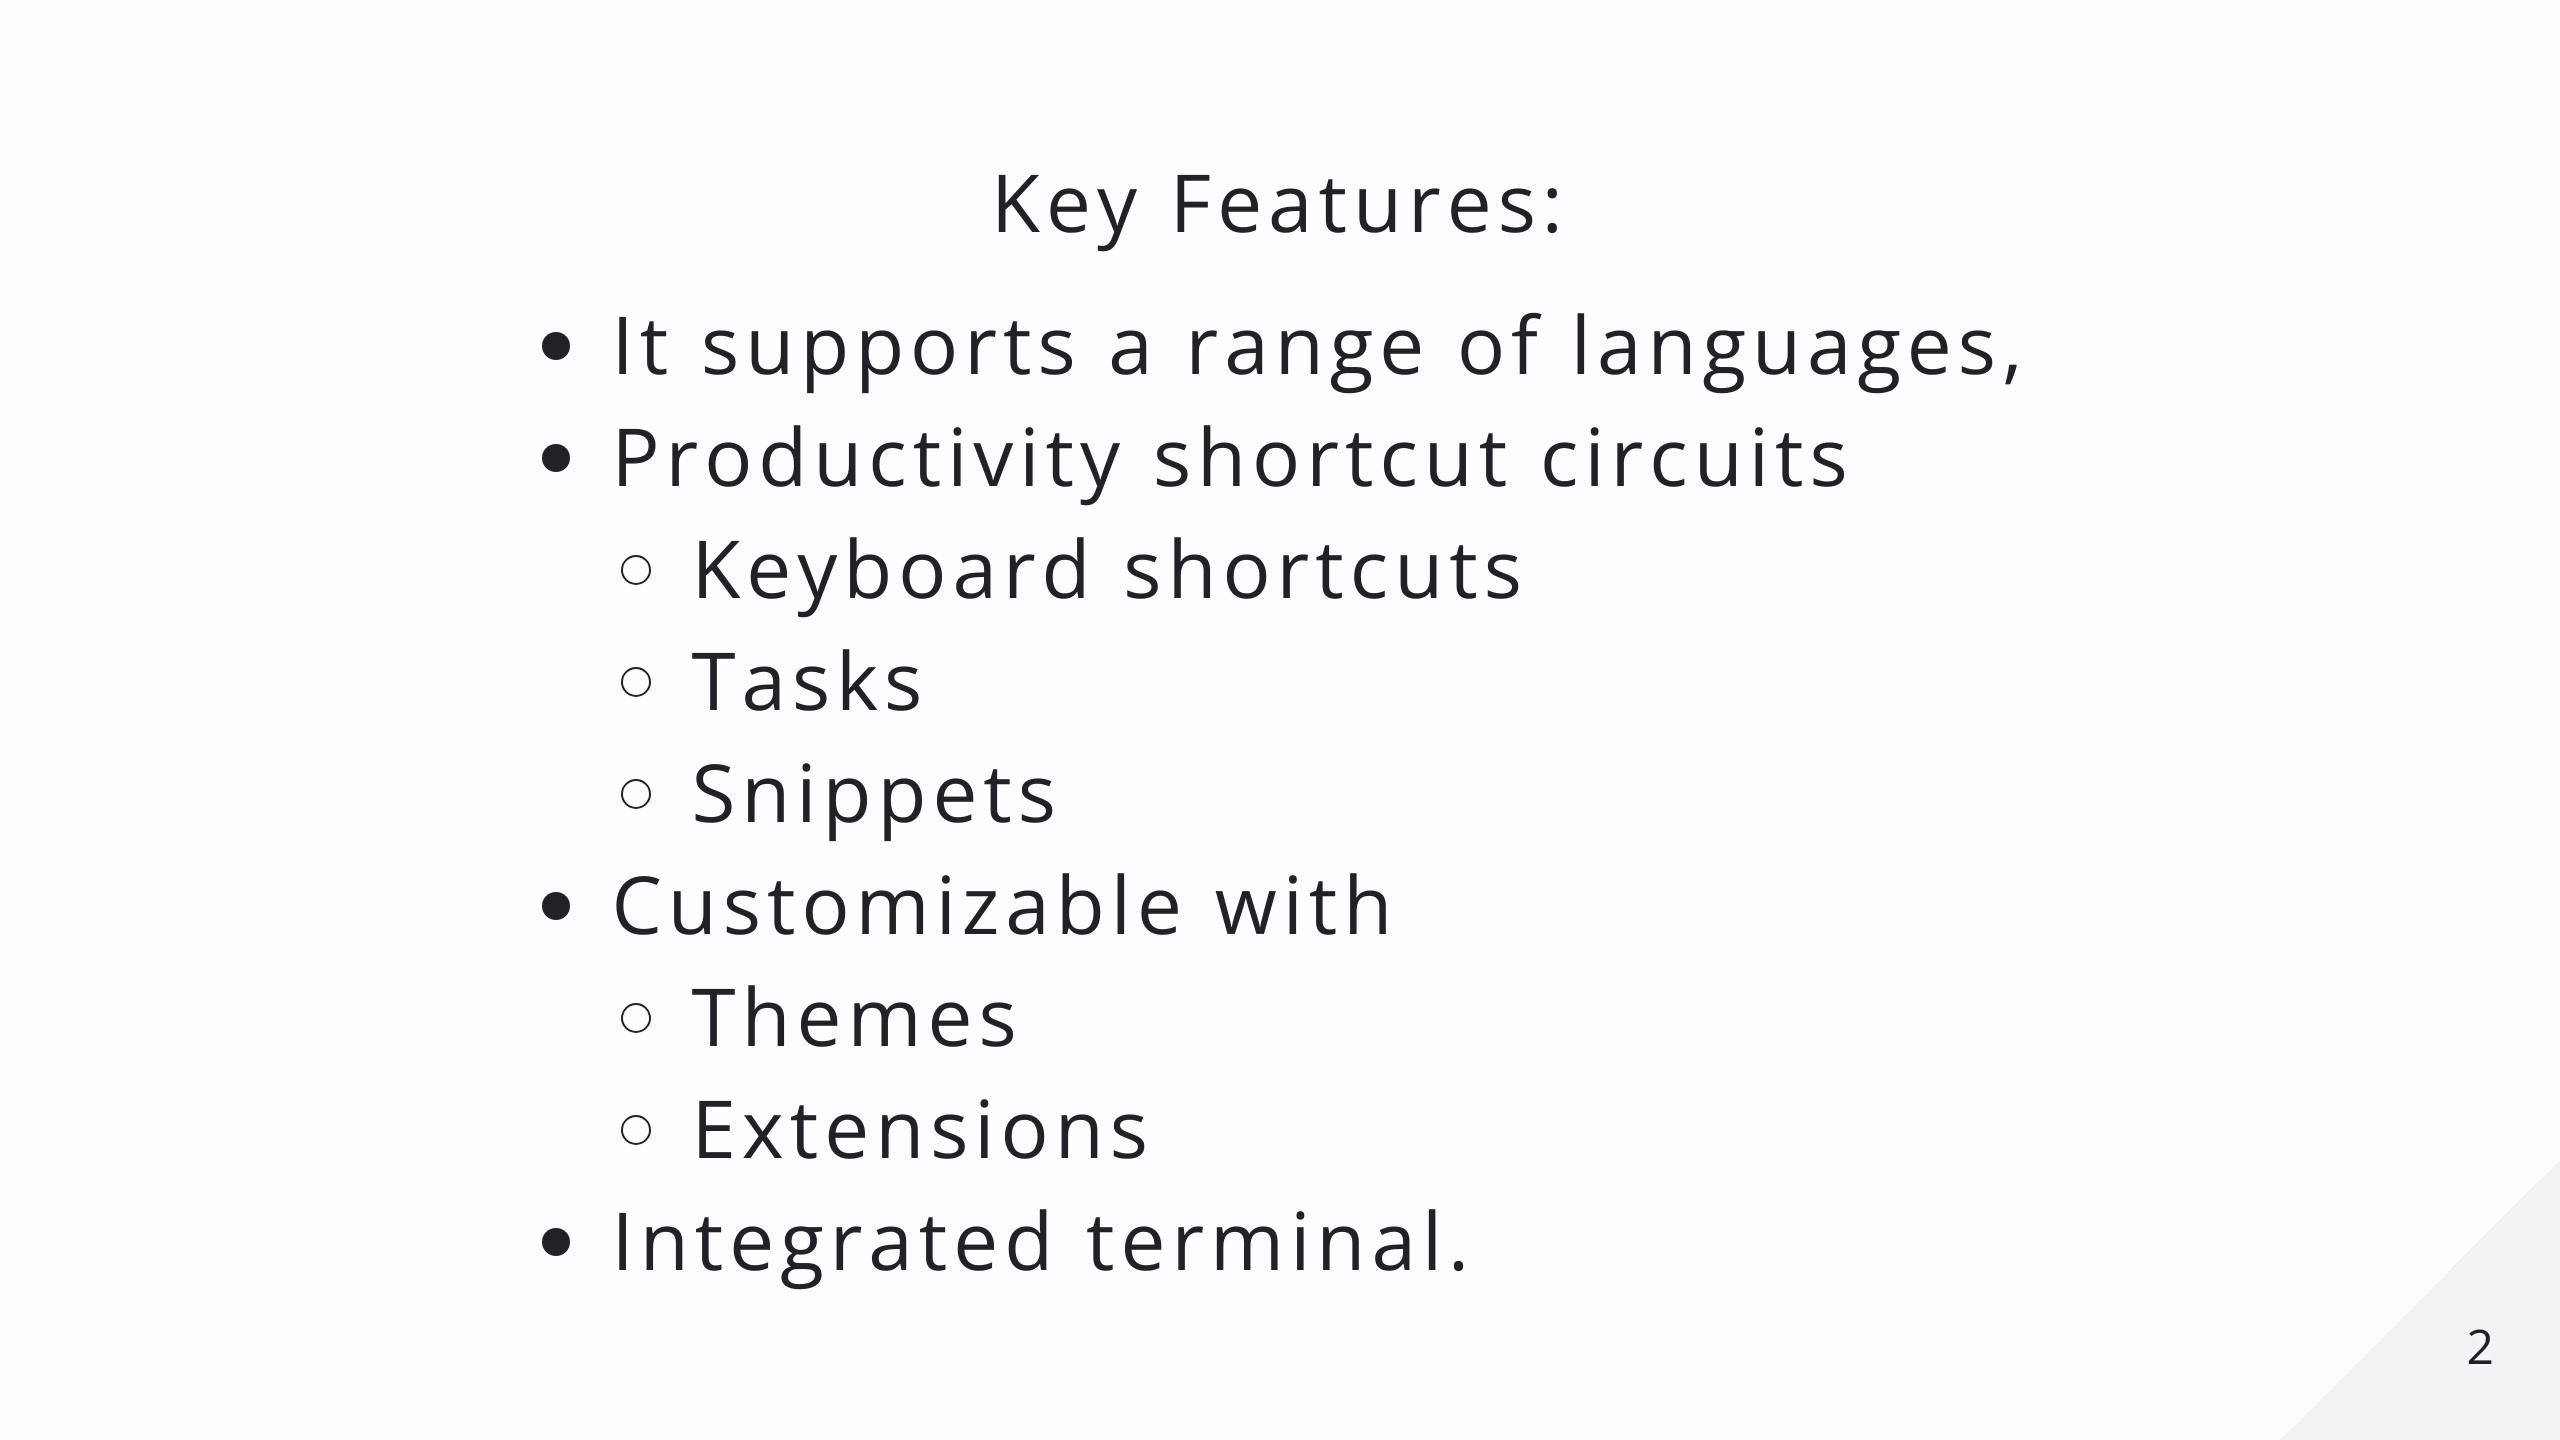 Key Features:
• It supports a range of languages,
• Productivity shortcut circuits
○ Keyboard shortcuts
○ Tasks
○ Snippets
• Customizable with
○ Themes
○ Extensions
• Integrated terminal.
2